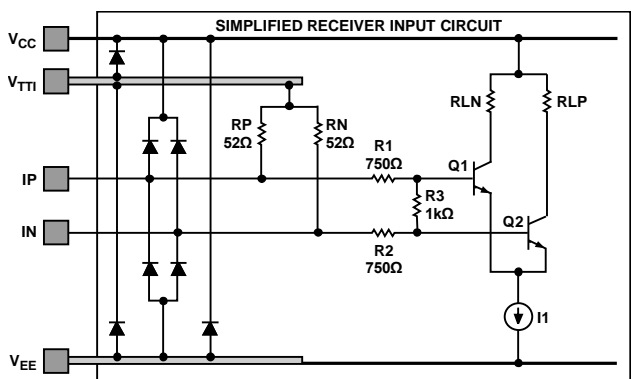 SIMPLIFIED RECEIVER INPUT CIRCUIT
VCC
VTTI
RLN
RLP
RP
52Ω
RN
52Ω
R1
750Ω
Q1
IP
R3
1kΩ
IN
Q2
R2
750Ω
I1
VEE